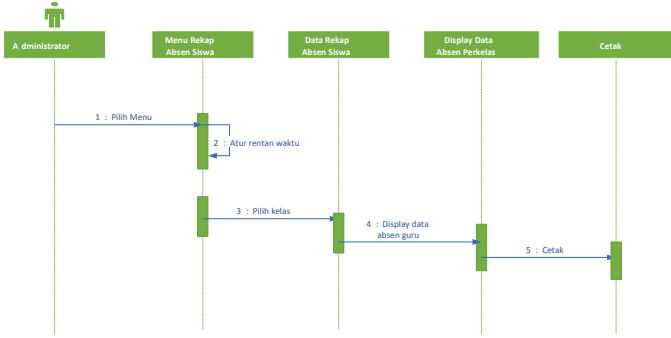 A dministrator
Menu Rekap
Absen Siswa
Data Rekap
Absen Siswa
Display Data
Absen Perkelas
Cetak
1 : Pilih Menu
2 : Atur rentan waktu
3 : Pilih kelas
4 : Display data
absen guru
5 : Cetak